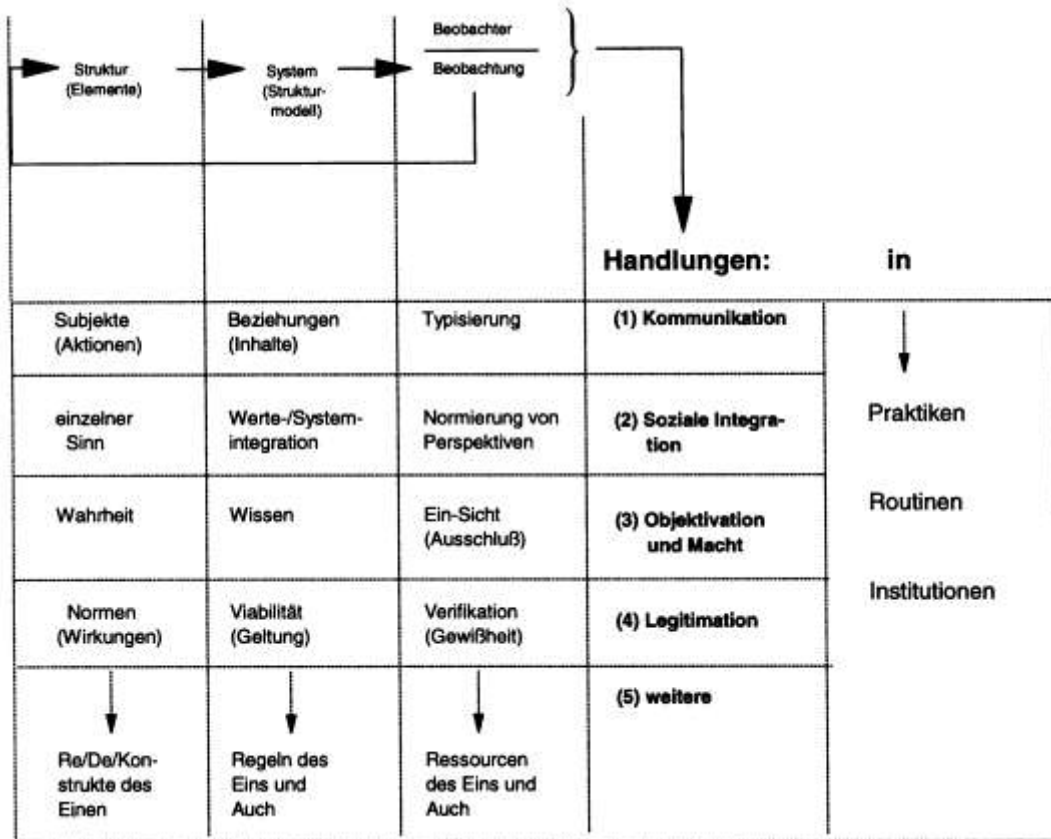 Beobachter
Beobachtung
Struktur
(Elemente)
System
(Struktur-
modell)
Handlungen:
in
Subjekte
(Aktionen)
Beziehungen
(Inhalte)
Typisierung
(1) Kommunikation
einzelner
Sinn
Werte-/System-
integration
Normierung von
Perspektiven
(2) Soziale Integra-
tion
Praktiken
Wahrheit
Wissen
Ein-Sicht
(Ausschluß)
(3) Objektivation
und Macht
Routinen
Institutionen
Normen
(Wirkungen)
Viabilität
(Geltung)
Verifikation
(Gewißheit)
(4) Legitimation
(5) weitere
Re/De/Kon-
strukte des
Einen
Regeln des
Eins und
Auch
Ressourcen
des Eins und
Auch